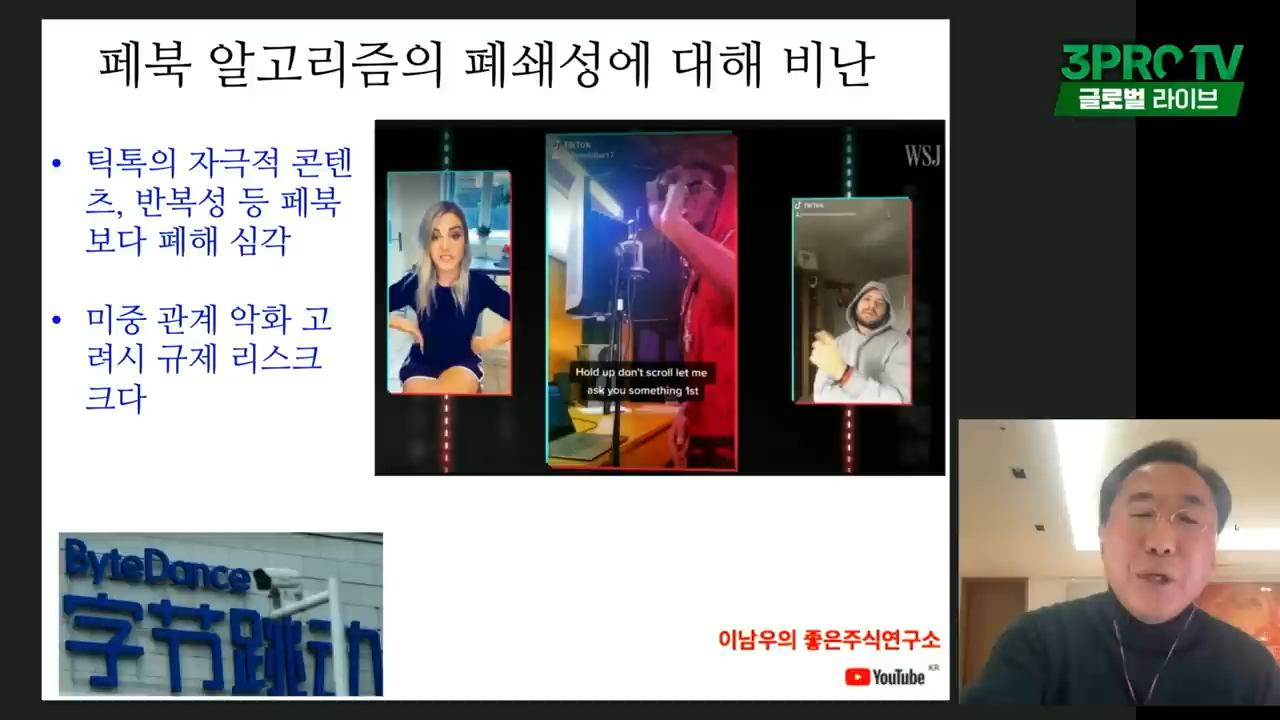 페북 알고리즘의 폐쇄성에 대해 비난
3PRO TV
글로벌 라이브
• 틱톡의 자극적 콘텐
츠, 반복성 등 페북
보다 폐해 심각
• 미중 관계 악화 고
려시 규제 리스크
크다
WSJ
TikTok
TikTok
Hold up don't scroll let me
ask you something 1st
ByteDance
字节跳动
이남우의 좋은주식연구소
YouTube KR